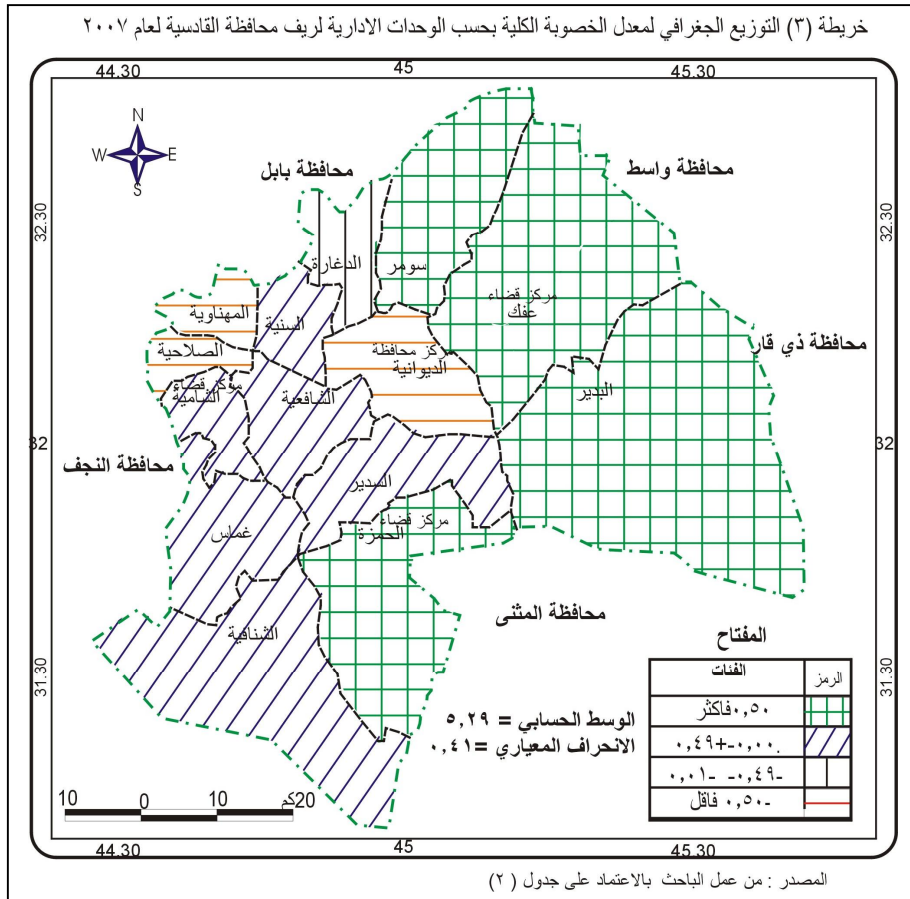 خريطة (٣) التوزيع الجغرافي لمعدل الخصوبة الكلية بحسب الوحدات الادارية لريف محافظة القادسية لعام ٢٠٠٧
44.30
45
45.30
N
W
E
S
محافظة بابل
محافظة واسط
32.30
32.30
الدغارة
سومر
مركز قضاء
عفك
المهناوية
السنية
محافظة ذي قار
الصلاحية
مركز محافظة
الديوانية
مركز قضاء
الشامية
الشافعية
البدير
32
32
محافظة النجف
السدير
مركز قضاء
الحمزة
غماس
محافظة المثنى
الشنافية
المفتاح
31.30
31.30
الفئات
الرمز
٠,٥٠فاكثر
٠,٠٠-+٠,٤٩
-٠,٤٩- -٠,٠١
-٠,٥٠ فاقل
الوسط الحسابي = ٥,٢٩
الانحراف المعياري =٠,٤١
10
0
10
20كم
44.30
45
45.30
المصدر : من عمل الباحث بالاعتماد على جدول ( ٢)